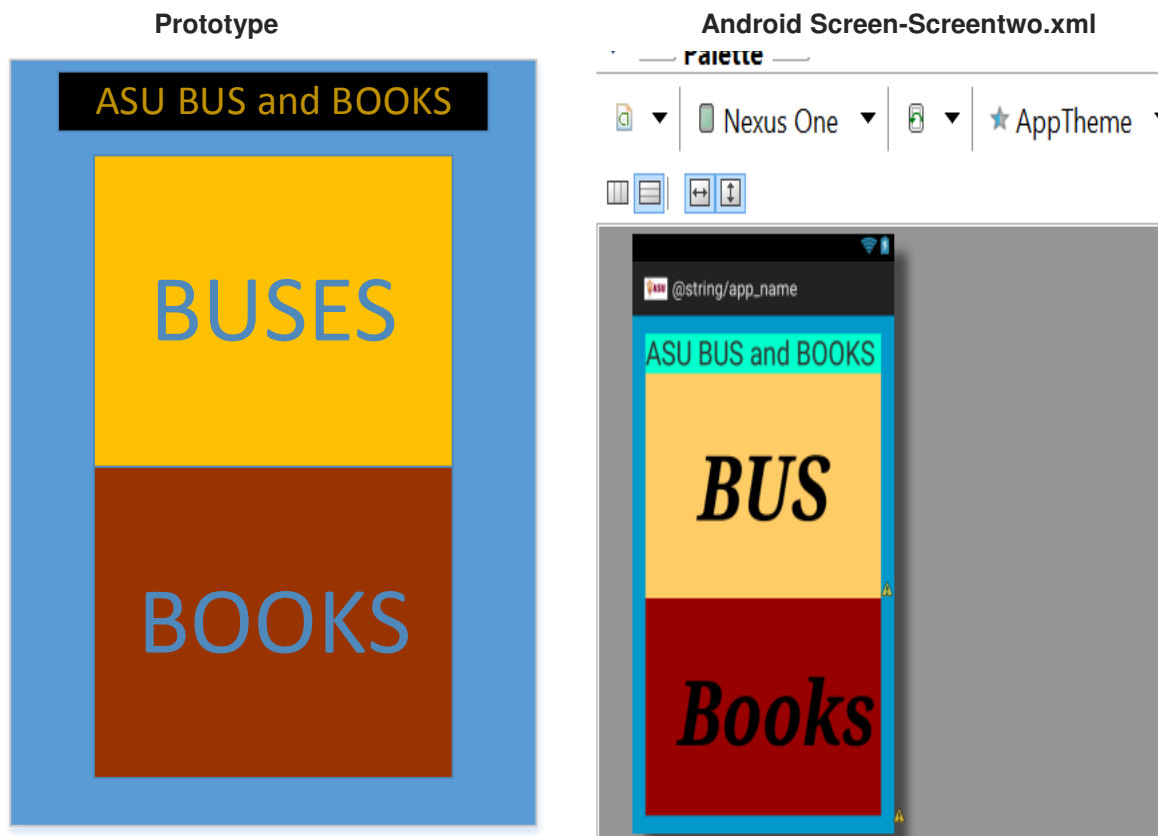 Prototype
Android Screen-Screentwo.xml
ASU BUS and BOOKS
BUSES
BOOKS
Palette
Nexus One
AppTheme
ASU
@string/app_name
ASU BUS and BOOKS
BUS
Books